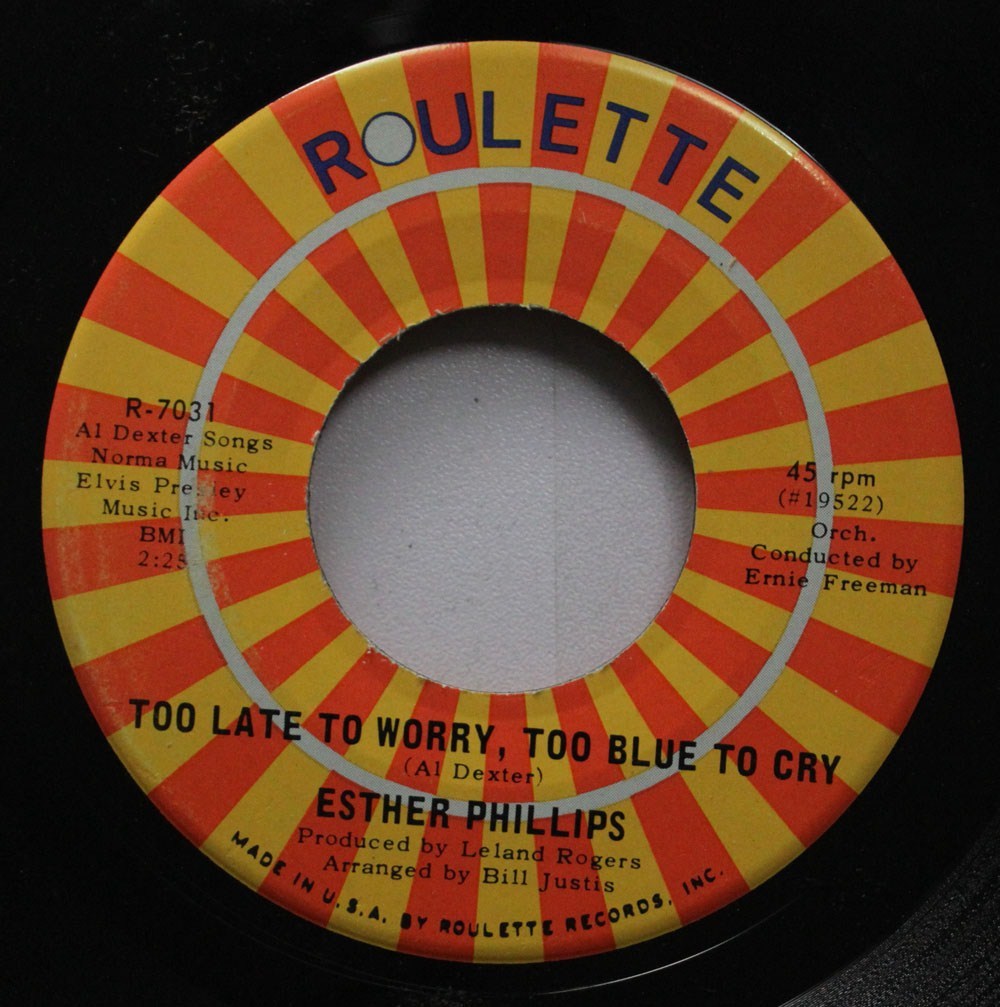 ROULETTE
R-7031
Al Dexter Songs
Norma Music
Elvis Presley
Music Inc.
BMI
2:25
45 rpm
(#19522)
Orch.
Conducted by
Ernie Freeman
TOO LATE TO WORRY, TOO BLUE TO CRY
(Al Dexter)
ESTHER PHILLIPS
Produced by Leland Rogers
Arranged by Bill Justis
MADE IN U.S.A. BY ROULETTE RECORDS, INC.